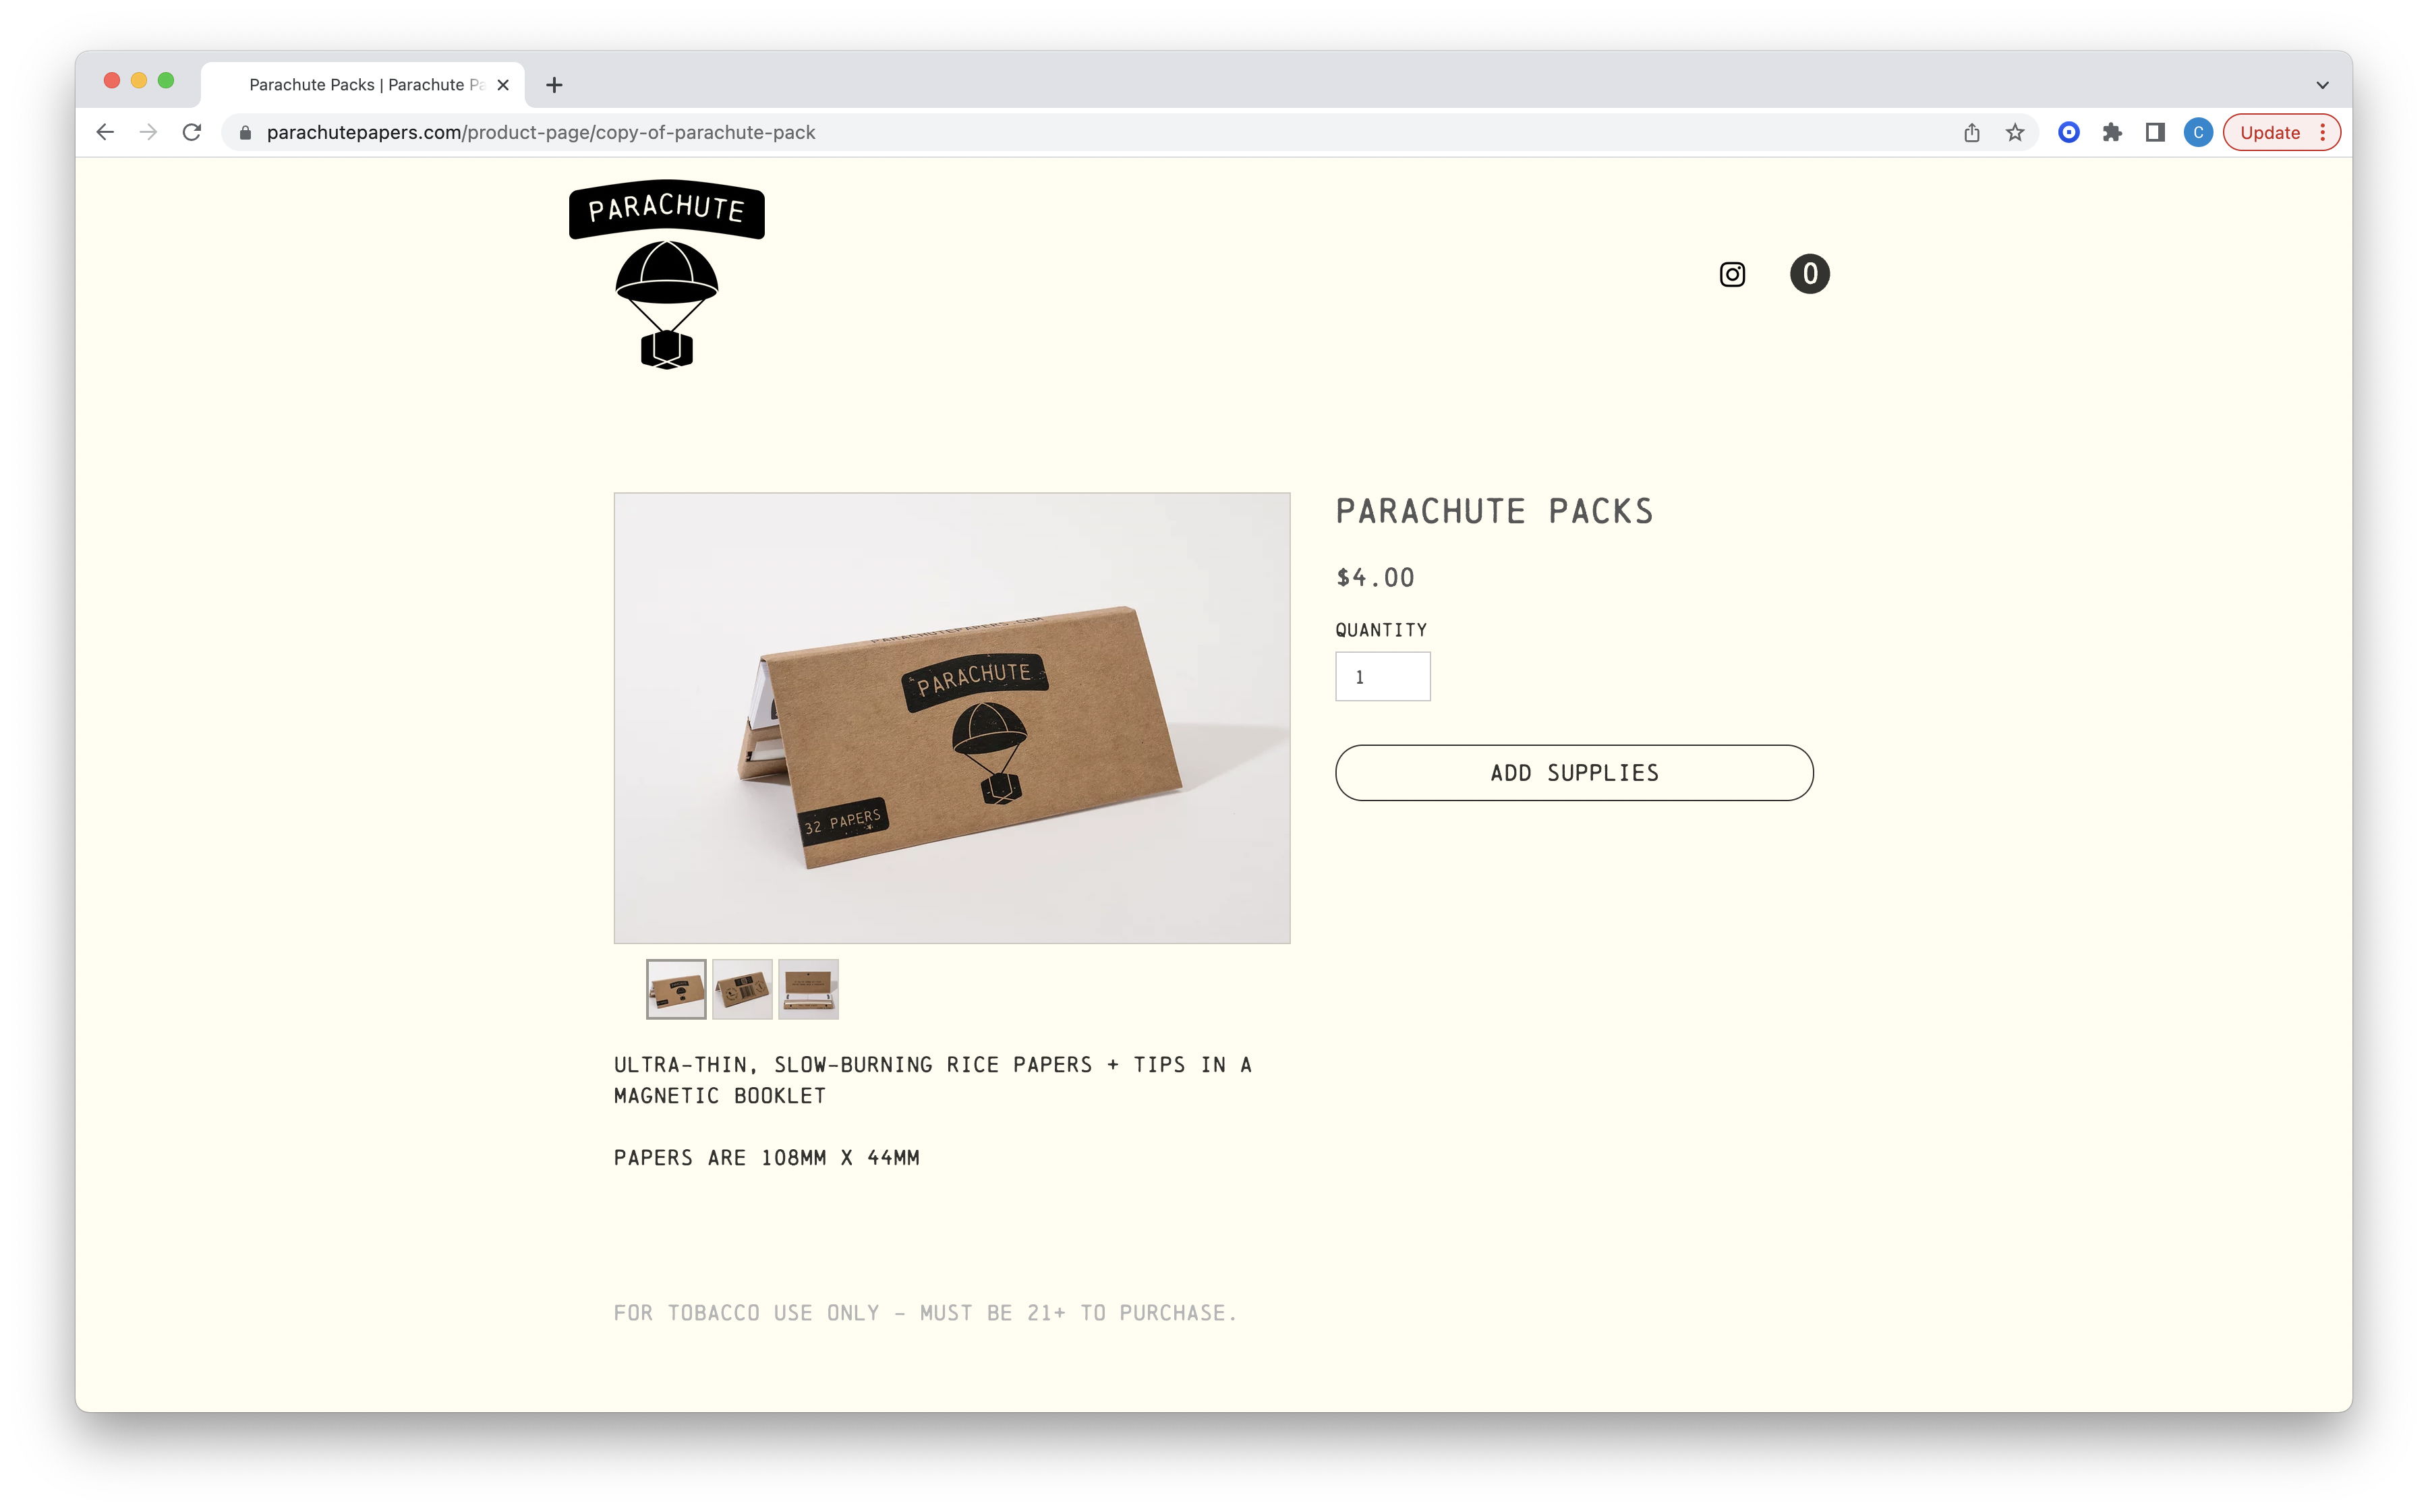 Parachute Packs | Parachute Pa
parachutepapers.com/product-page/copy-of-parachute-pack
C
Update
PARACHUTE
0
PARACHUTE PACKS
$4.00
QUANTITY
1
ADD SUPPLIES
PARACHUTEPAPERS.COM
PARACHUTE
32 PAPERS
ULTRA-THIN, SLOW-BURNING RICE PAPERS + TIPS IN A
MAGNETIC BOOKLET
PAPERS ARE 108MM X 44MM
FOR TOBACCO USE ONLY - MUST BE 21+ TO PURCHASE.